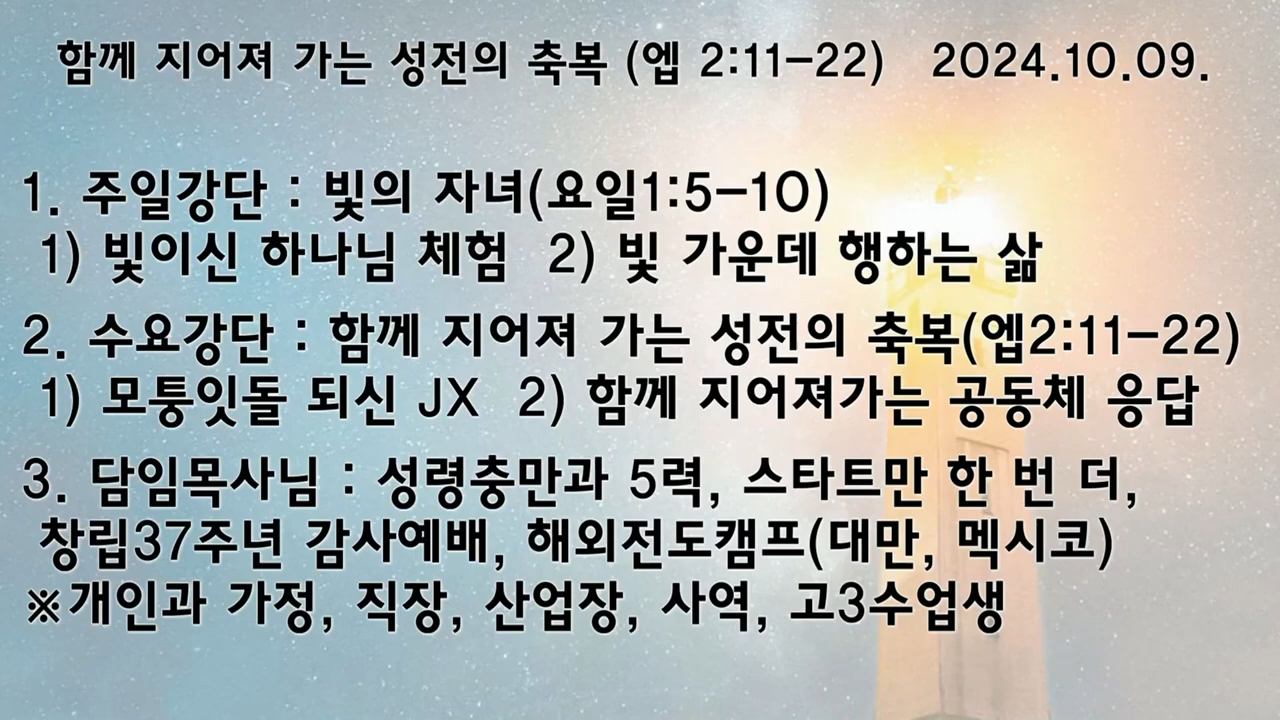 함께 지어져 가는 성전의 축복 (엡 2:11-22) 2024.10.09.
1. 주일강단 : 빛의 자녀(요일1:5-10)
1) 빛이신 하나님 체험 2) 빛 가운데 행하는 삶
2. 수요강단 : 함께 지어져 가는 성전의 축복(엡2:11-22)
1) 모퉁잇돌 되신 JX 2) 함께 지어져가는 공동체 응답
3. 담임목사님 : 성령충만과 5력, 스타트만 한 번 더,
창립37주년 감사예배, 해외전도캠프(대만, 멕시코)
※개인과 가정, 직장, 산업장, 사역, 고3수업생